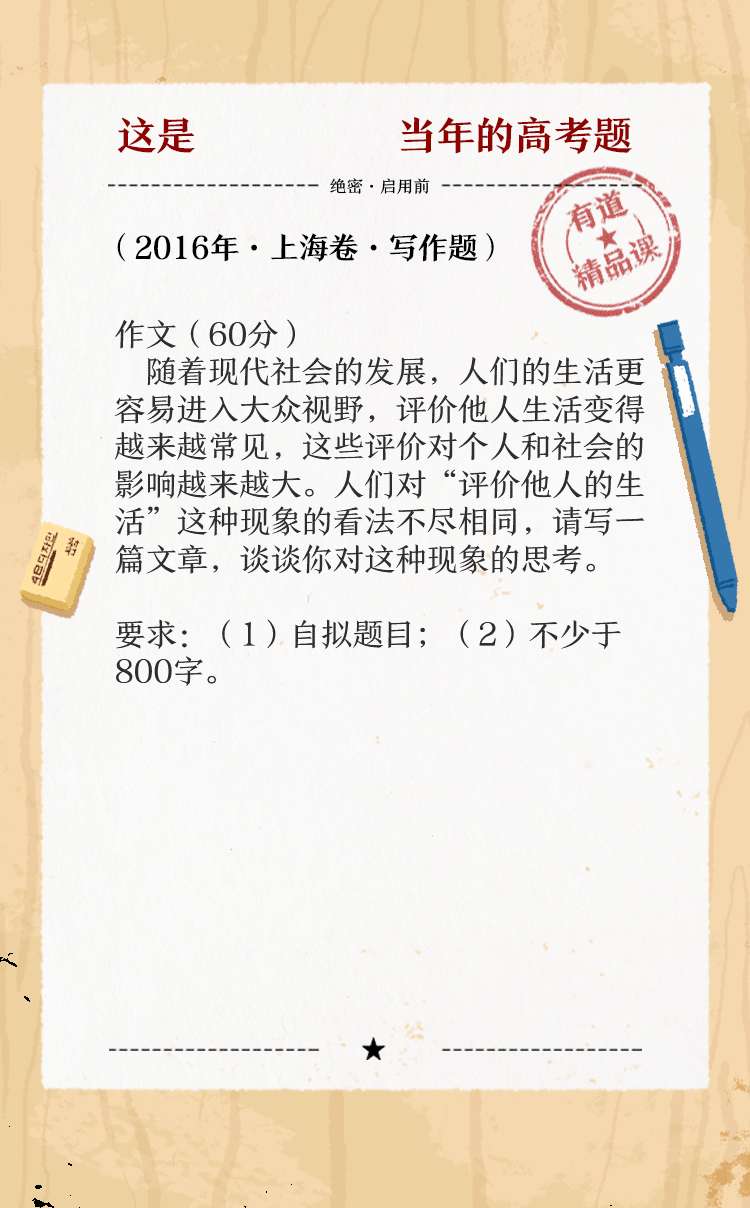 这是 当年的高考题
绝密·启用前
有道
精品课
（2016年·上海卷·写作题）
作文（60分）
随着现代社会的发展，人们的生活更
容易进入大众视野，评价他人生活变得
越来越常见，这些评价对个人和社会的
影响越来越大。人们对“评价他人的生
活”这种现象的看法不尽相同，请写一
篇文章，谈谈你对这种现象的思考。
要求：（1）自拟题目；（2）不少于
800字。